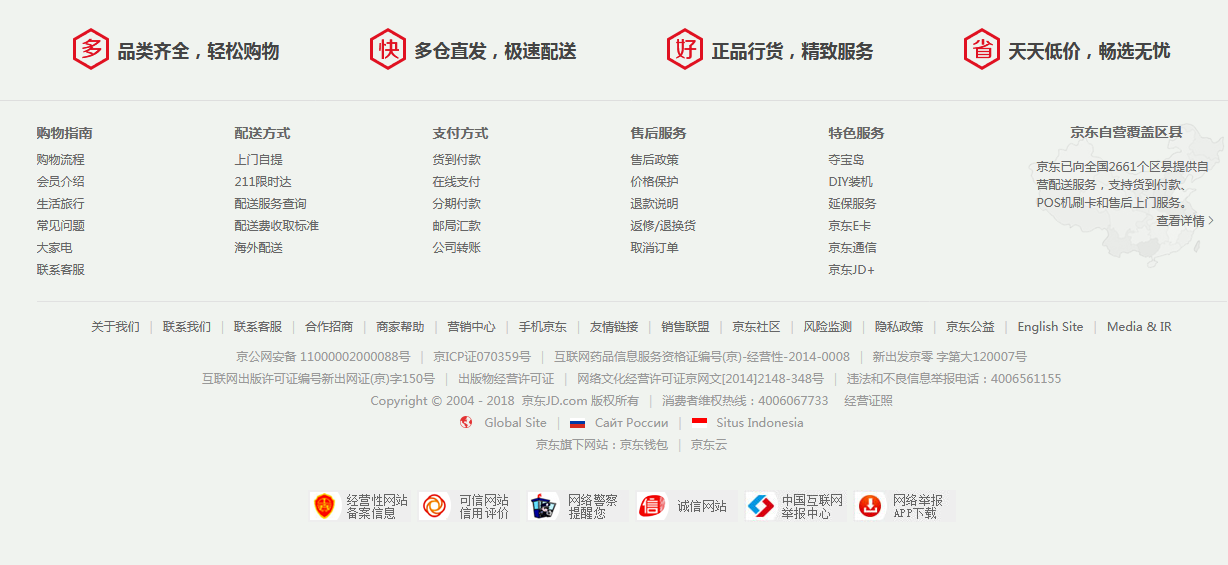 多 品类齐全，轻松购物
快 多仓直发，极速配送
好 正品行货，精致服务
省 天天低价，畅选无忧
购物指南
购物流程
会员介绍
生活旅行
常见问题
大家电
联系客服
配送方式
上门自提
211限时达
配送服务查询
配送费收取标准
海外配送
支付方式
货到付款
在线支付
分期付款
邮局汇款
公司转账
售后服务
售后政策
价格保护
退款说明
返修/退换货
取消订单
特色服务
夺宝岛
DIY装机
延保服务
京东E卡
京东通信
京东JD+
京东自营覆盖区县
京东已向全国2661个区县提供自
营配送服务，支持货到付款、
POS机刷卡和售后上门服务。
查看详情 >
关于我们 | 联系我们 | 联系客服 | 合作招商 | 商家帮助 | 营销中心 | 手机京东 | 友情链接 | 销售联盟 | 京东社区 | 风险监测 | 隐私政策 | 京东公益 | English Site | Media & IR
京公网安备 11000002000088号 | 京ICP证070359号 | 互联网药品信息服务资格证编号(京)-经营性-2014-0008 | 新出发京零 字第大120007号
互联网出版许可证编号新出网证(京)字150号 | 出版物经营许可证 | 网络文化经营许可证京网文[2014]2148-348号 | 违法和不良信息举报电话：4006561155
Copyright © 2004 - 2018 京东JD.com 版权所有 | 消费者维权热线：4006067733 经营证照
Global Site | Сайт России | Situs Indonesia
京东旗下网站：京东钱包 | 京东云
经营性网站
备案信息
可信网站
信用评价
网络警察
提醒您
信 诚信网站
中国互联网
举报中心
网络举报
APP下载